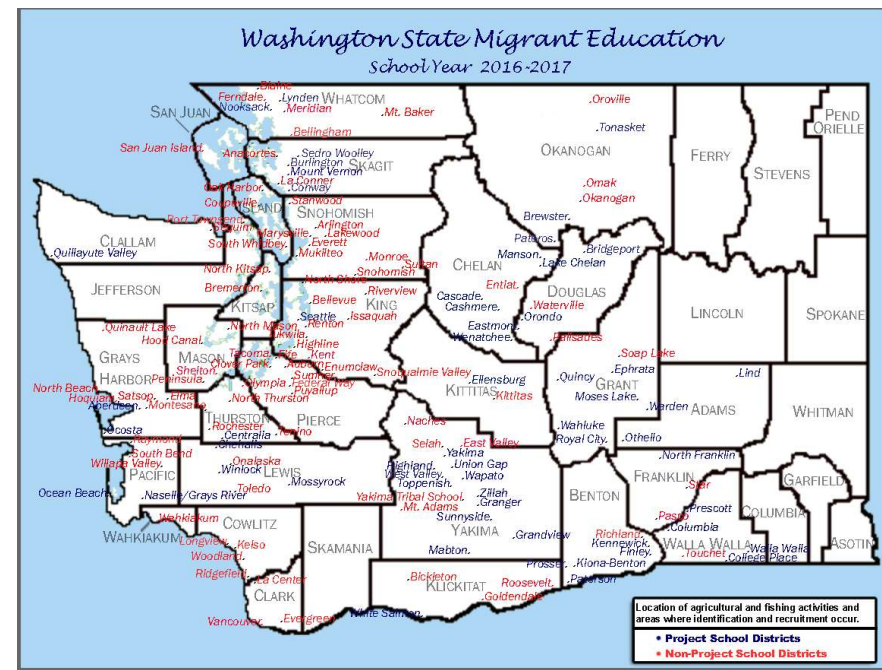 Washington State Migrant Education
School Year 2016-2017
Blaine
Ferndale. .Lynden WHATCOM
Nooksack. .Meridian
.Mt. Baker
.Oroville
PEND
ORIELLE
SAN JUAN
.Bellingham
.Tonasket
San Juan Island.
Anacortes. .Sedro Woolley
.Burlington SKAGIT
.Mount Vernon
OKANOGAN
FERRY
STEVENS
.La Conner
Oak Harbor. .Conway
.Omak
.Okanogan
Coupeville. ISLAND .Stanwood
SNOHOMISH
Port Townsend.
.Sequim
.Arlington
Brewster.
Marysville. .Lakewood
South Whidbey. .Everett
.Mukilteo
Pateros. .Bridgeport
CLALLAM
.Quillayute Valley
Monroe
Sultan
Manson. .Lake Chelan
CHELAN
North Kitsap. .Snohomish
.North Shore
Entiat.
DOUGLAS
JEFFERSON
Bremerton. .Riverview
.Bellevue KING
Cascade.
Cashmere.
.Waterville
.Orondo
LINCOLN
SPOKANE
KITSAP
.Seattle .Issaquah
.Quinault Lake
.North Mason .Renton
Eastmont.
Wenatchee.
.Palisades
Hood Canal. Tukwila.
.Highline
GRAYS
HARBOR
MASON
Shelton.
Tacoma. .Fife .Kent
.Soap Lake
Clover Park. .Auburn .Enumclaw
.Snoqualmie Valley
.Ephrata
.Lind
Peninsula. Sumner
.Olympia .Federal Way
.Puyallup
.Ellensburg
KITTITAS
.Kittitas
.Quincy
GRANT
Moses Lake.
North Beach.
Hoquiam. Satsop. .Elma
Aberdeen. .Montesano
.North Thurston
.Warden
ADAMS
WHITMAN
THURSTON
.Rochester
PIERCE
.Naches
.Wahluke
Royal City.
.Othello
.Ocosta
.Raymond
.Centralia .Tenino
.Chehalis
Selah. .East Valley
.Yakima
.South Bend
Willapa Valley.
.Onalaska
.Winlock LEWIS
Highland. .Union Gap
West Valley. .Wapato
Toppenish.
.North Franklin
PACIFIC
.Mossyrock
FRANKLIN
.Star
GARFIELD
Ocean Beach. .Naselle/Grays River
.Toledo
Yakima Tribal School. .Zillah
.Granger
.Mt. Adams
BENTON
.Prescott
COLUMBIA
.Wahkiakum
COWLITZ
Sunnyside.
YAKIMA
.Pasco
.Columbia
WAHKIAKUM
Longview. .Kelso
SKAMANIA
.Grandview
Richland.
Kennewick.
Finley.
WALLA WALLA
.Walla Walla
ASOTIN
Woodland.
Mabton.
.Touchet
.College Place
Ridgefield. .La Center
.Bickleton
KLICKITAT
Prosser. .Kiona-Benton
Roosevelt. .Paterson
CLARK
.Goldendale
Vancouver. .Evergreen
.White Salmon
Location of agricultural and fishing activities and
areas where identification and recruitment occur.
• Project School Districts
• Non-Project School Districts